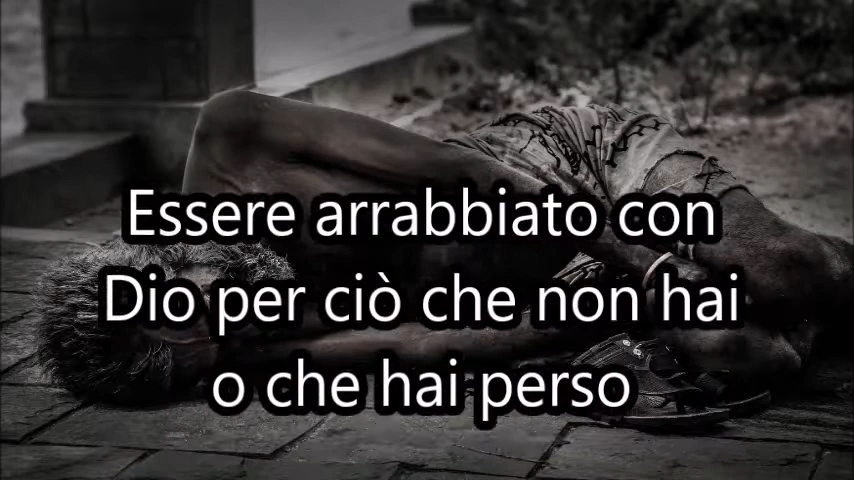 Essere arrabbiato con
Dio per ciò che non hai
o che hai perso